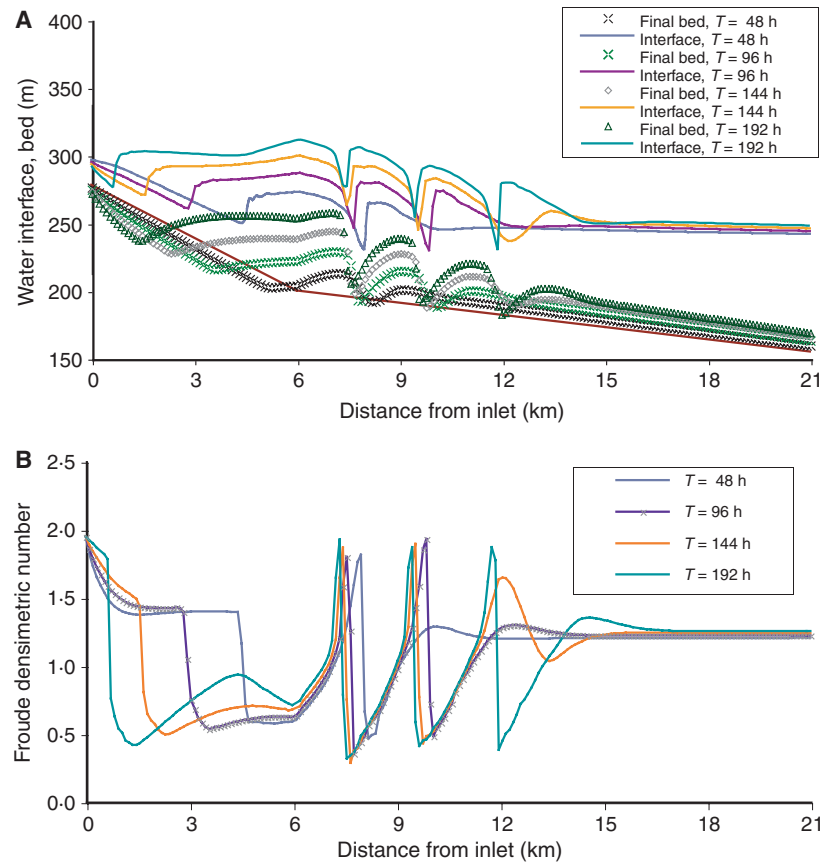 A
400
350
300
250
200
150
Water interface, bed (m)
0 3 6 9 12 15 18 21
Distance from inlet (km)
Final bed, T = 48 h
Interface, T = 48 h
Final bed, T = 96 h
Interface, T = 96 h
Final bed, T = 144 h
Interface, T = 144 h
Final bed, T = 192 h
Interface, T = 192 h
B
2·5
2·0
1·5
1·0
0·5
0·0
Froude densimetric number
0 3 6 9 12 15 18 21
Distance from inlet (km)
T = 48 h
T = 96 h
T = 144 h
T = 192 h